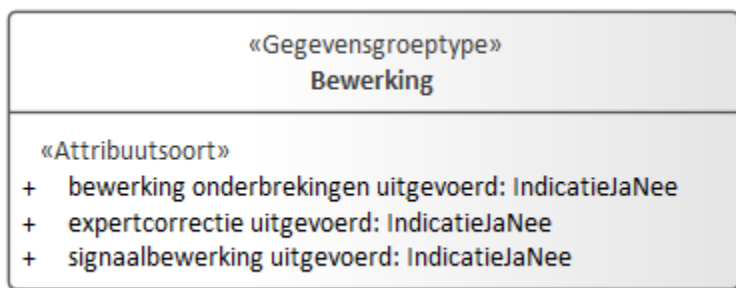 «Gegevensgroeptype»
Bewerking
«Attribuutsoort»
+ bewerking onderbrekingen uitgevoerd: IndicatieJaNee
+ expertcorrectie uitgevoerd: IndicatieJaNee
+ signaalbewerking uitgevoerd: IndicatieJaNee